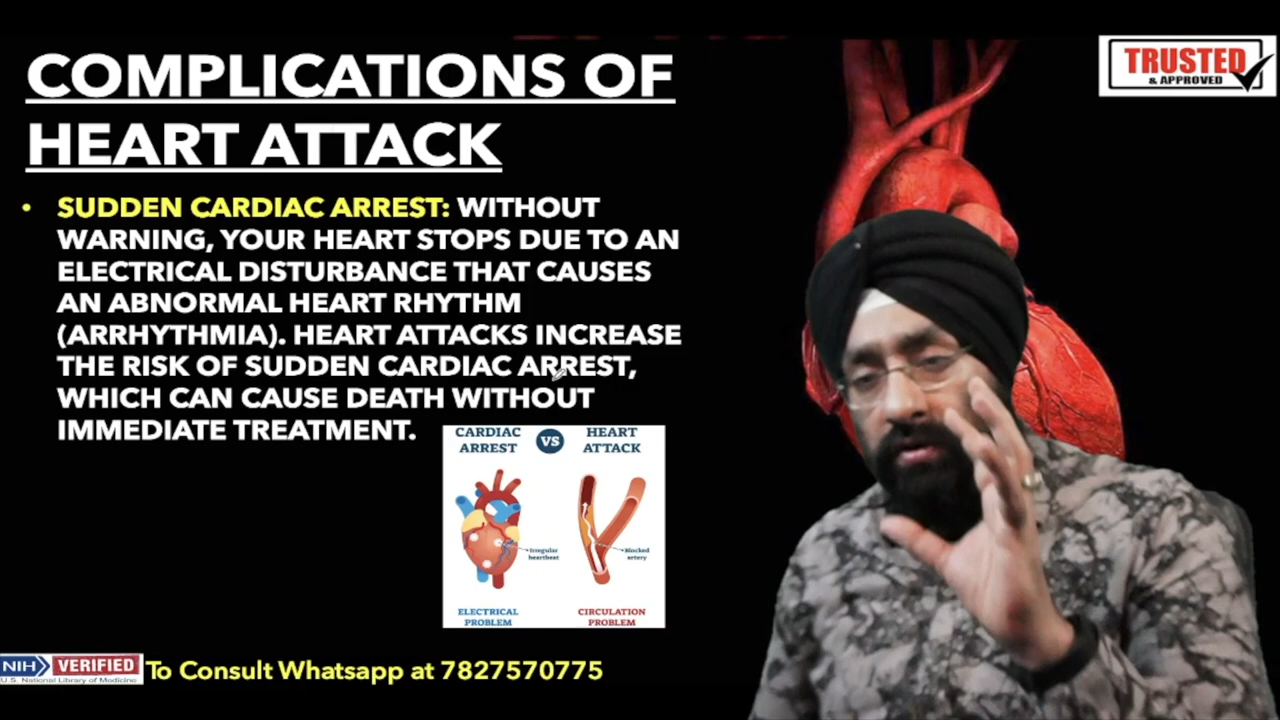 COMPLICATIONS OF
HEART ATTACK
TRUSTED
& APPROVED
• SUDDEN CARDIAC ARREST: WITHOUT
WARNING, YOUR HEART STOPS DUE TO AN
ELECTRICAL DISTURBANCE THAT CAUSES
AN ABNORMAL HEART RHYTHM
(ARRHYTHMIA). HEART ATTACKS INCREASE
THE RISK OF SUDDEN CARDIAC ARREST,
WHICH CAN CAUSE DEATH WITHOUT
IMMEDIATE TREATMENT.
CARDIAC
ARREST
VS
HEART
ATTACK
Irregular
heartbeat
Blocked
artery
ELECTRICAL
PROBLEM
CIRCULATION
PROBLEM
NIH VERIFIED
U.S. National Library of Medicine
To Consult Whatsapp at 7827570775